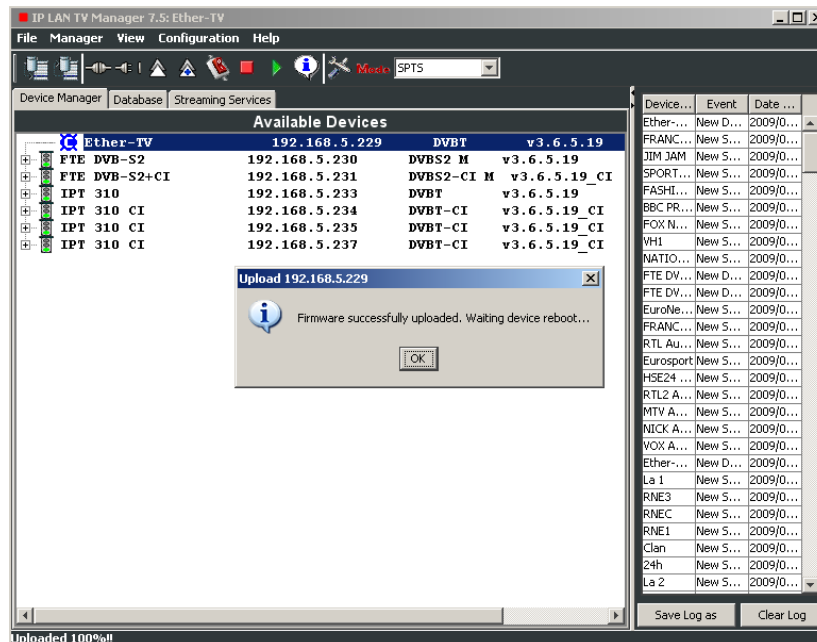 IP LAN TV Manager 7.5: Ether-TV
File Manager View Configuration Help
Mode SPTS
Device Manager Database Streaming Services
Available Devices
Ether-TV 192.168.5.229 DVBT v3.6.5.19
FTE DVB-S2 192.168.5.230 DVBS2 M v3.6.5.19
FTE DVB-S2+CI 192.168.5.231 DVBS2-CI M v3.6.5.19_CI
IPT 310 192.168.5.233 DVBT v3.6.5.19
IPT 310 CI 192.168.5.234 DVBT-CI v3.6.5.19_CI
IPT 310 CI 192.168.5.235 DVBT-CI v3.6.5.19_CI
IPT 310 CI 192.168.5.237 DVBT-CI v3.6.5.19_CI
Upload 192.168.5.229
Firmware successfully uploaded. Waiting device reboot...
OK
Device... Event Date ...
Ether-... New D... 2009/0...
FRANC... New S... 2009/0...
JIM JAM New S... 2009/0...
SPORT... New S... 2009/0...
FASHI... New S... 2009/0...
BBC PR... New S... 2009/0...
FOX N... New S... 2009/0...
VH1 New S... 2009/0...
NATIO... New S... 2009/0...
FTE DV... New D... 2009/0...
FTE DV... New D... 2009/0...
EuroNe... New S... 2009/0...
FRANC... New S... 2009/0...
RTL Au... New S... 2009/0...
Eurosport New S... 2009/0...
HSE24 ... New S... 2009/0...
RTL2 A... New S... 2009/0...
MTV A... New S... 2009/0...
NICK A... New S... 2009/0...
VOX A... New S... 2009/0...
Ether-... New D... 2009/0...
La 1 New S... 2009/0...
RNE3 New S... 2009/0...
RNEC New S... 2009/0...
RNE1 New S... 2009/0...
Clan New S... 2009/0...
24h New S... 2009/0...
La 2 New S... 2009/0...
Save Log as Clear Log
Uploaded 100%!!